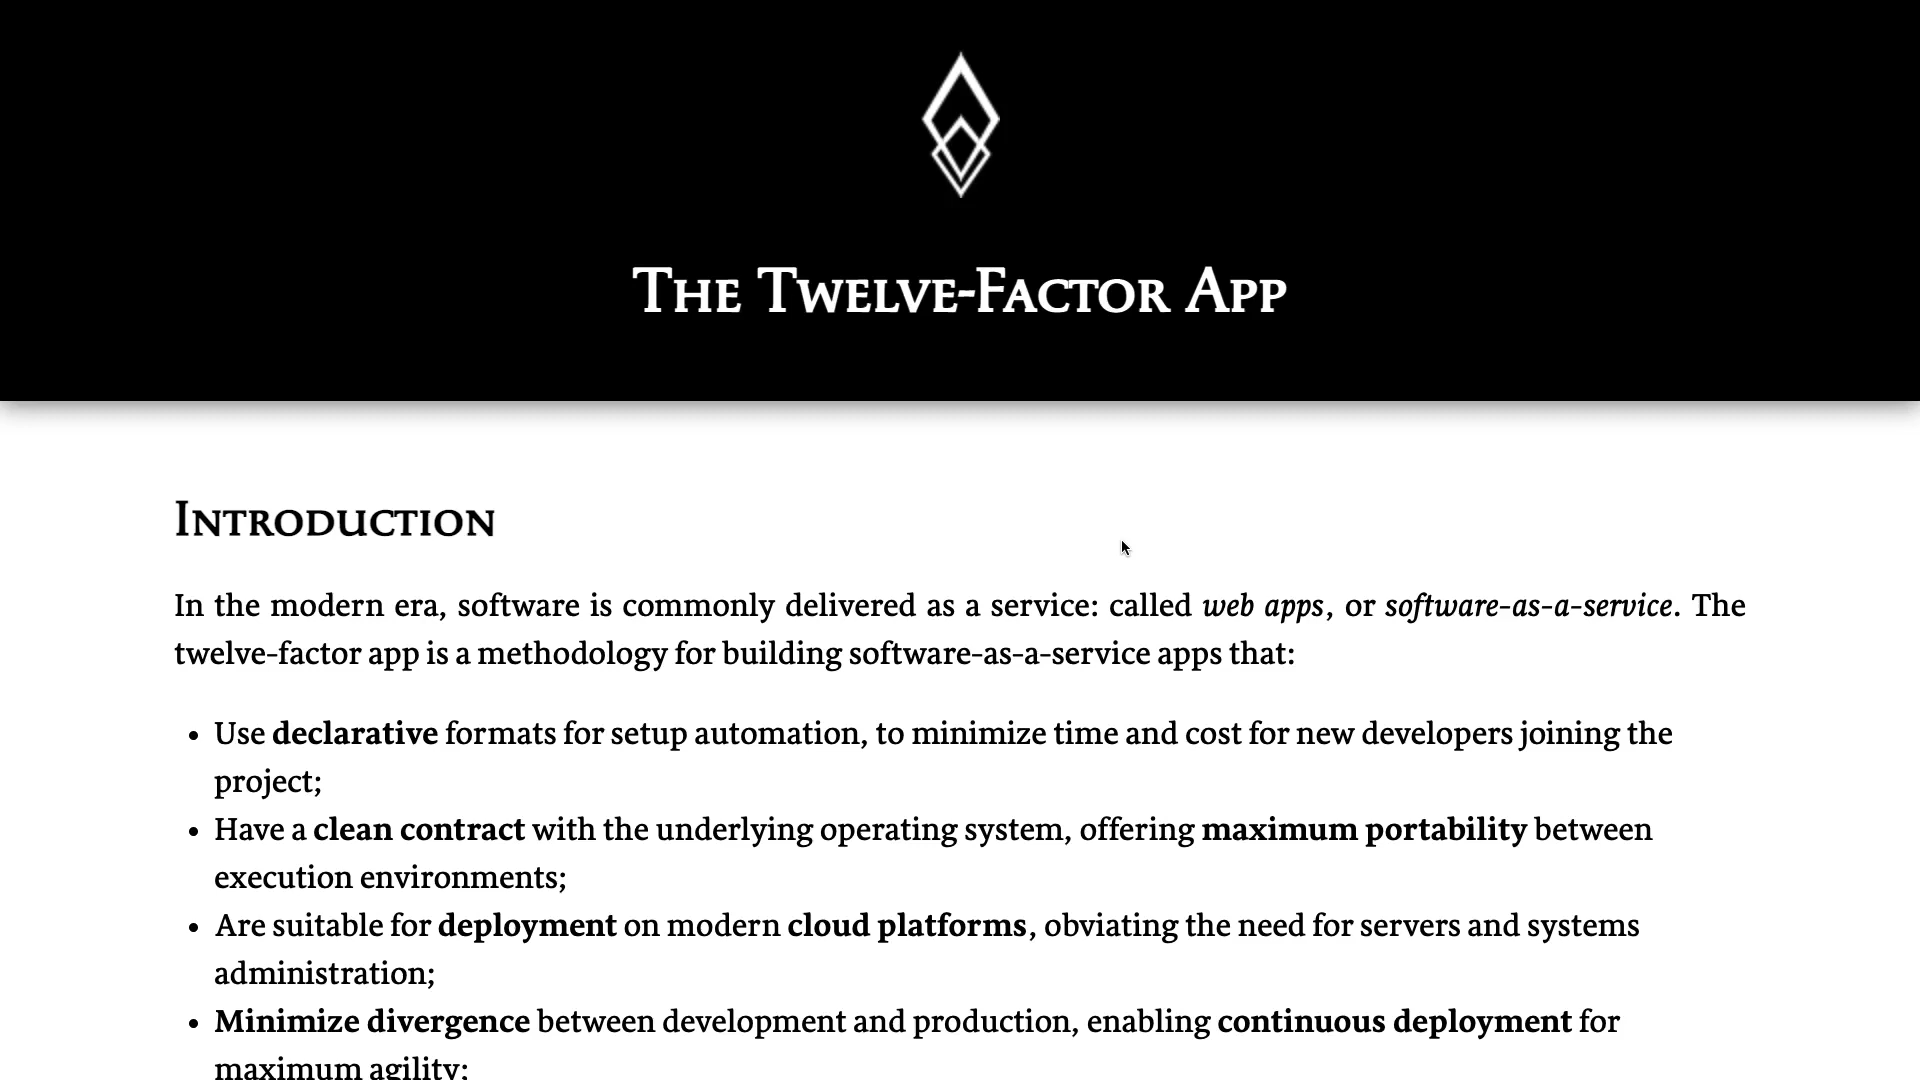 The Twelve-Factor App
Introduction
In the modern era, software is commonly delivered as a service: called web apps, or software-as-a-service. The
twelve-factor app is a methodology for building software-as-a-service apps that:
• Use declarative formats for setup automation, to minimize time and cost for new developers joining the
project;
• Have a clean contract with the underlying operating system, offering maximum portability between
execution environments;
• Are suitable for deployment on modern cloud platforms, obviating the need for servers and systems
administration;
• Minimize divergence between development and production, enabling continuous deployment for
maximum agility;